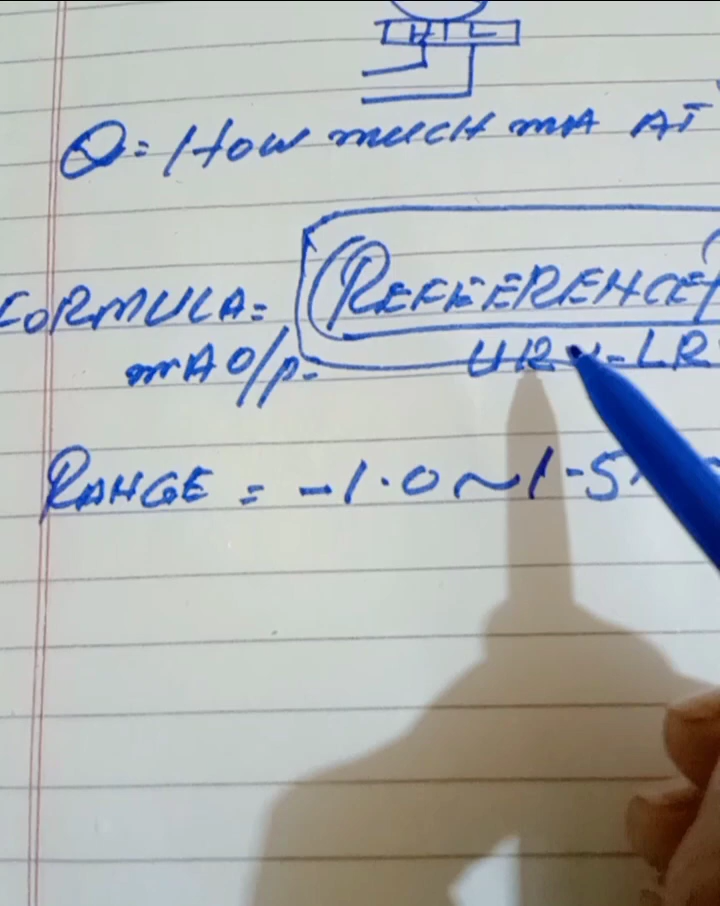 H L
Q= How much mA AT
FORMULA= (REFERENCE
mA O/P= URV-LR
RANGE = -1.0~1.5